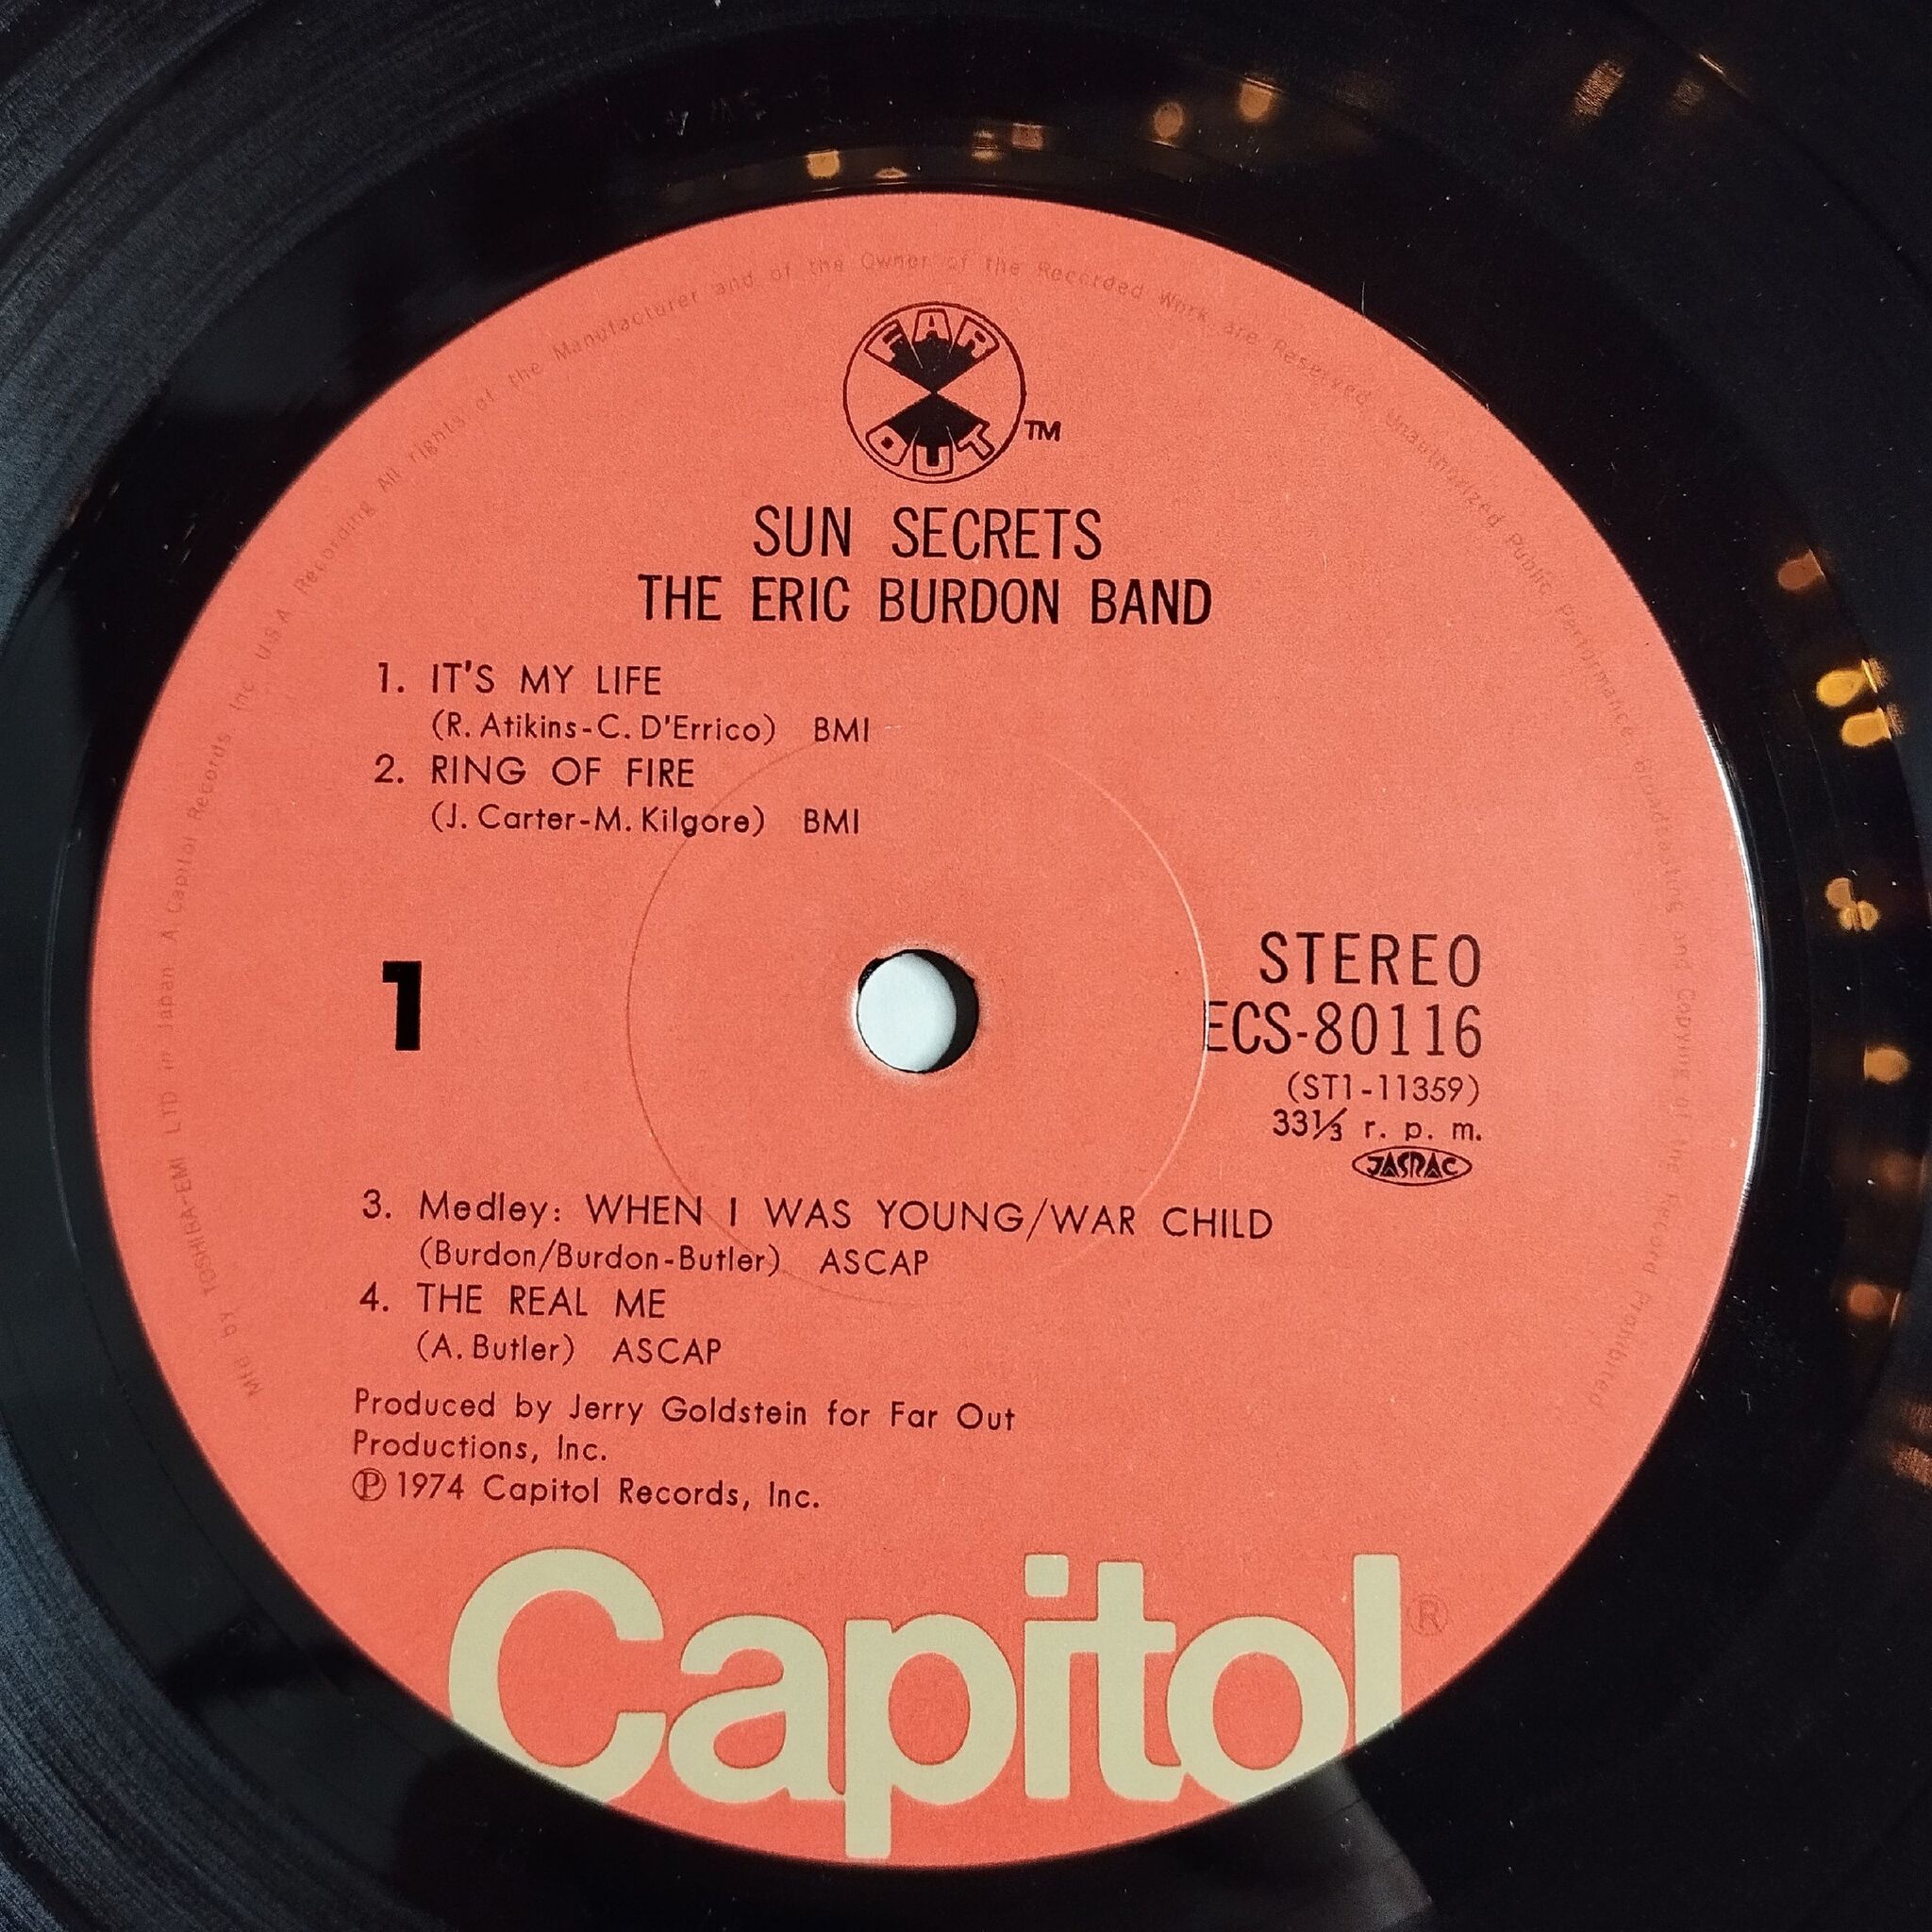 Mfd by TOSHIBA-EMI LTD in Japan A Capitol Records Inc U.S.A. Recording All rights of the Manufacturer and of the Owner of the Recorded Work are Reserved Unauthorized Public Performance Broadcasting and Copying of the Record Prohibited
FAR
OUT
TM
SUN SECRETS
THE ERIC BURDON BAND
1. IT'S MY LIFE
(R. Atikins-C. D'Errico) BMI
2. RING OF FIRE
(J. Carter-M. Kilgore) BMI
1
STEREO
ECS-80116
(ST1-11359)
33⅓ r. p. m.
JASRAC
3. Medley: WHEN I WAS YOUNG/WAR CHILD
(Burdon/Burdon-Butler) ASCAP
4. THE REAL ME
(A. Butler) ASCAP
Produced by Jerry Goldstein for Far Out
Productions, Inc.
Ⓟ 1974 Capitol Records, Inc.
Capitol®